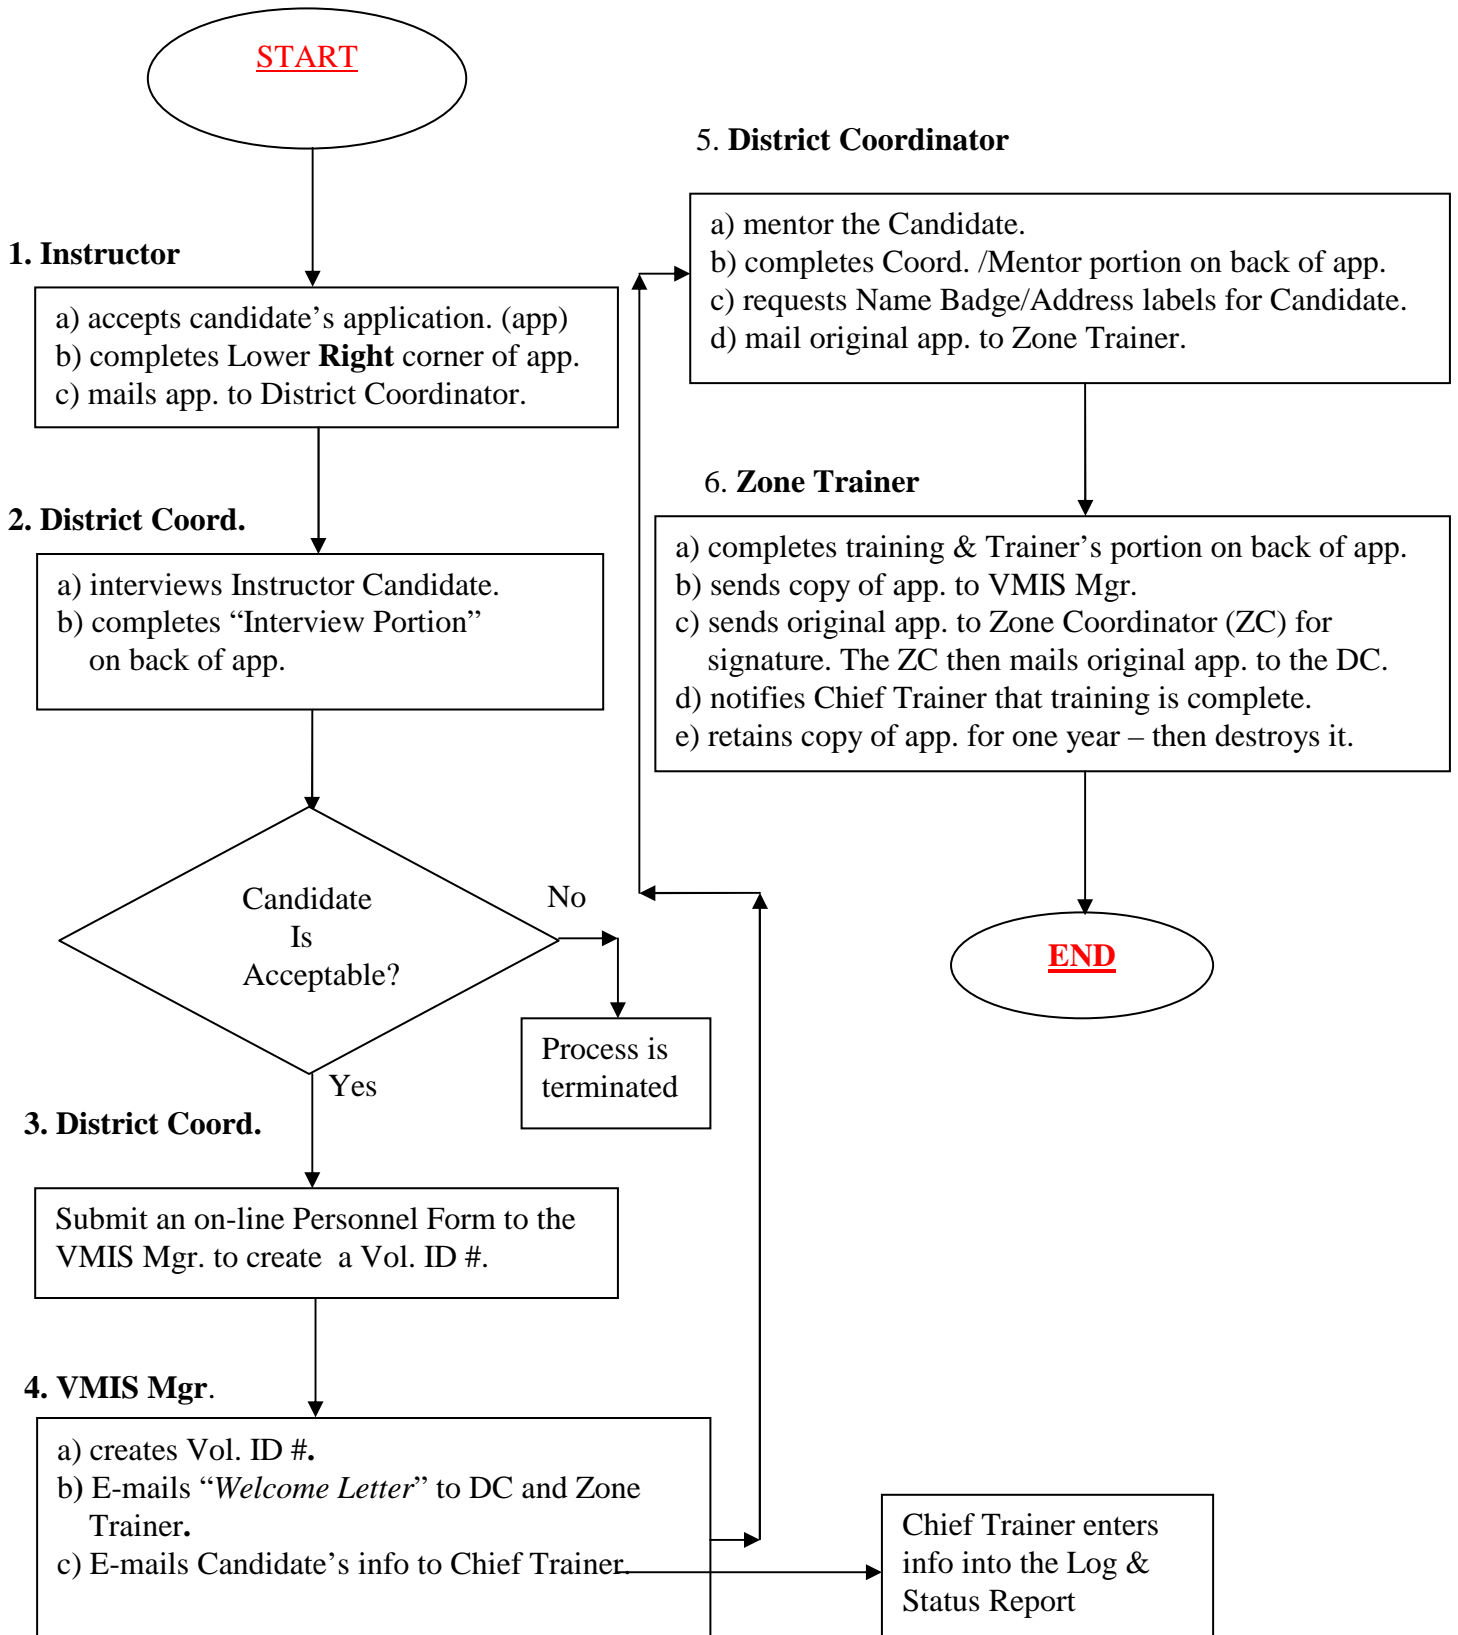 START
1. Instructor
a) accepts candidate’s application. (app)
b) completes Lower Right corner of app.
c) mails app. to District Coordinator.
2. District Coord.
a) interviews Instructor Candidate.
b) completes “Interview Portion”
on back of app.
Candidate
Is
Acceptable?
No
Process is
terminated
Yes
3. District Coord.
Submit an on-line Personnel Form to the
VMIS Mgr. to create a Vol. ID #.
4. VMIS Mgr.
a) creates Vol. ID #.
b) E-mails “Welcome Letter” to DC and Zone
Trainer.
c) E-mails Candidate’s info to Chief Trainer.
Chief Trainer enters
info into the Log &
Status Report
5. District Coordinator
a) mentor the Candidate.
b) completes Coord. /Mentor portion on back of app.
c) requests Name Badge/Address labels for Candidate.
d) mail original app. to Zone Trainer.
6. Zone Trainer
a) completes training & Trainer’s portion on back of app.
b) sends copy of app. to VMIS Mgr.
c) sends original app. to Zone Coordinator (ZC) for
signature. The ZC then mails original app. to the DC.
d) notifies Chief Trainer that training is complete.
e) retains copy of app. for one year – then destroys it.
END